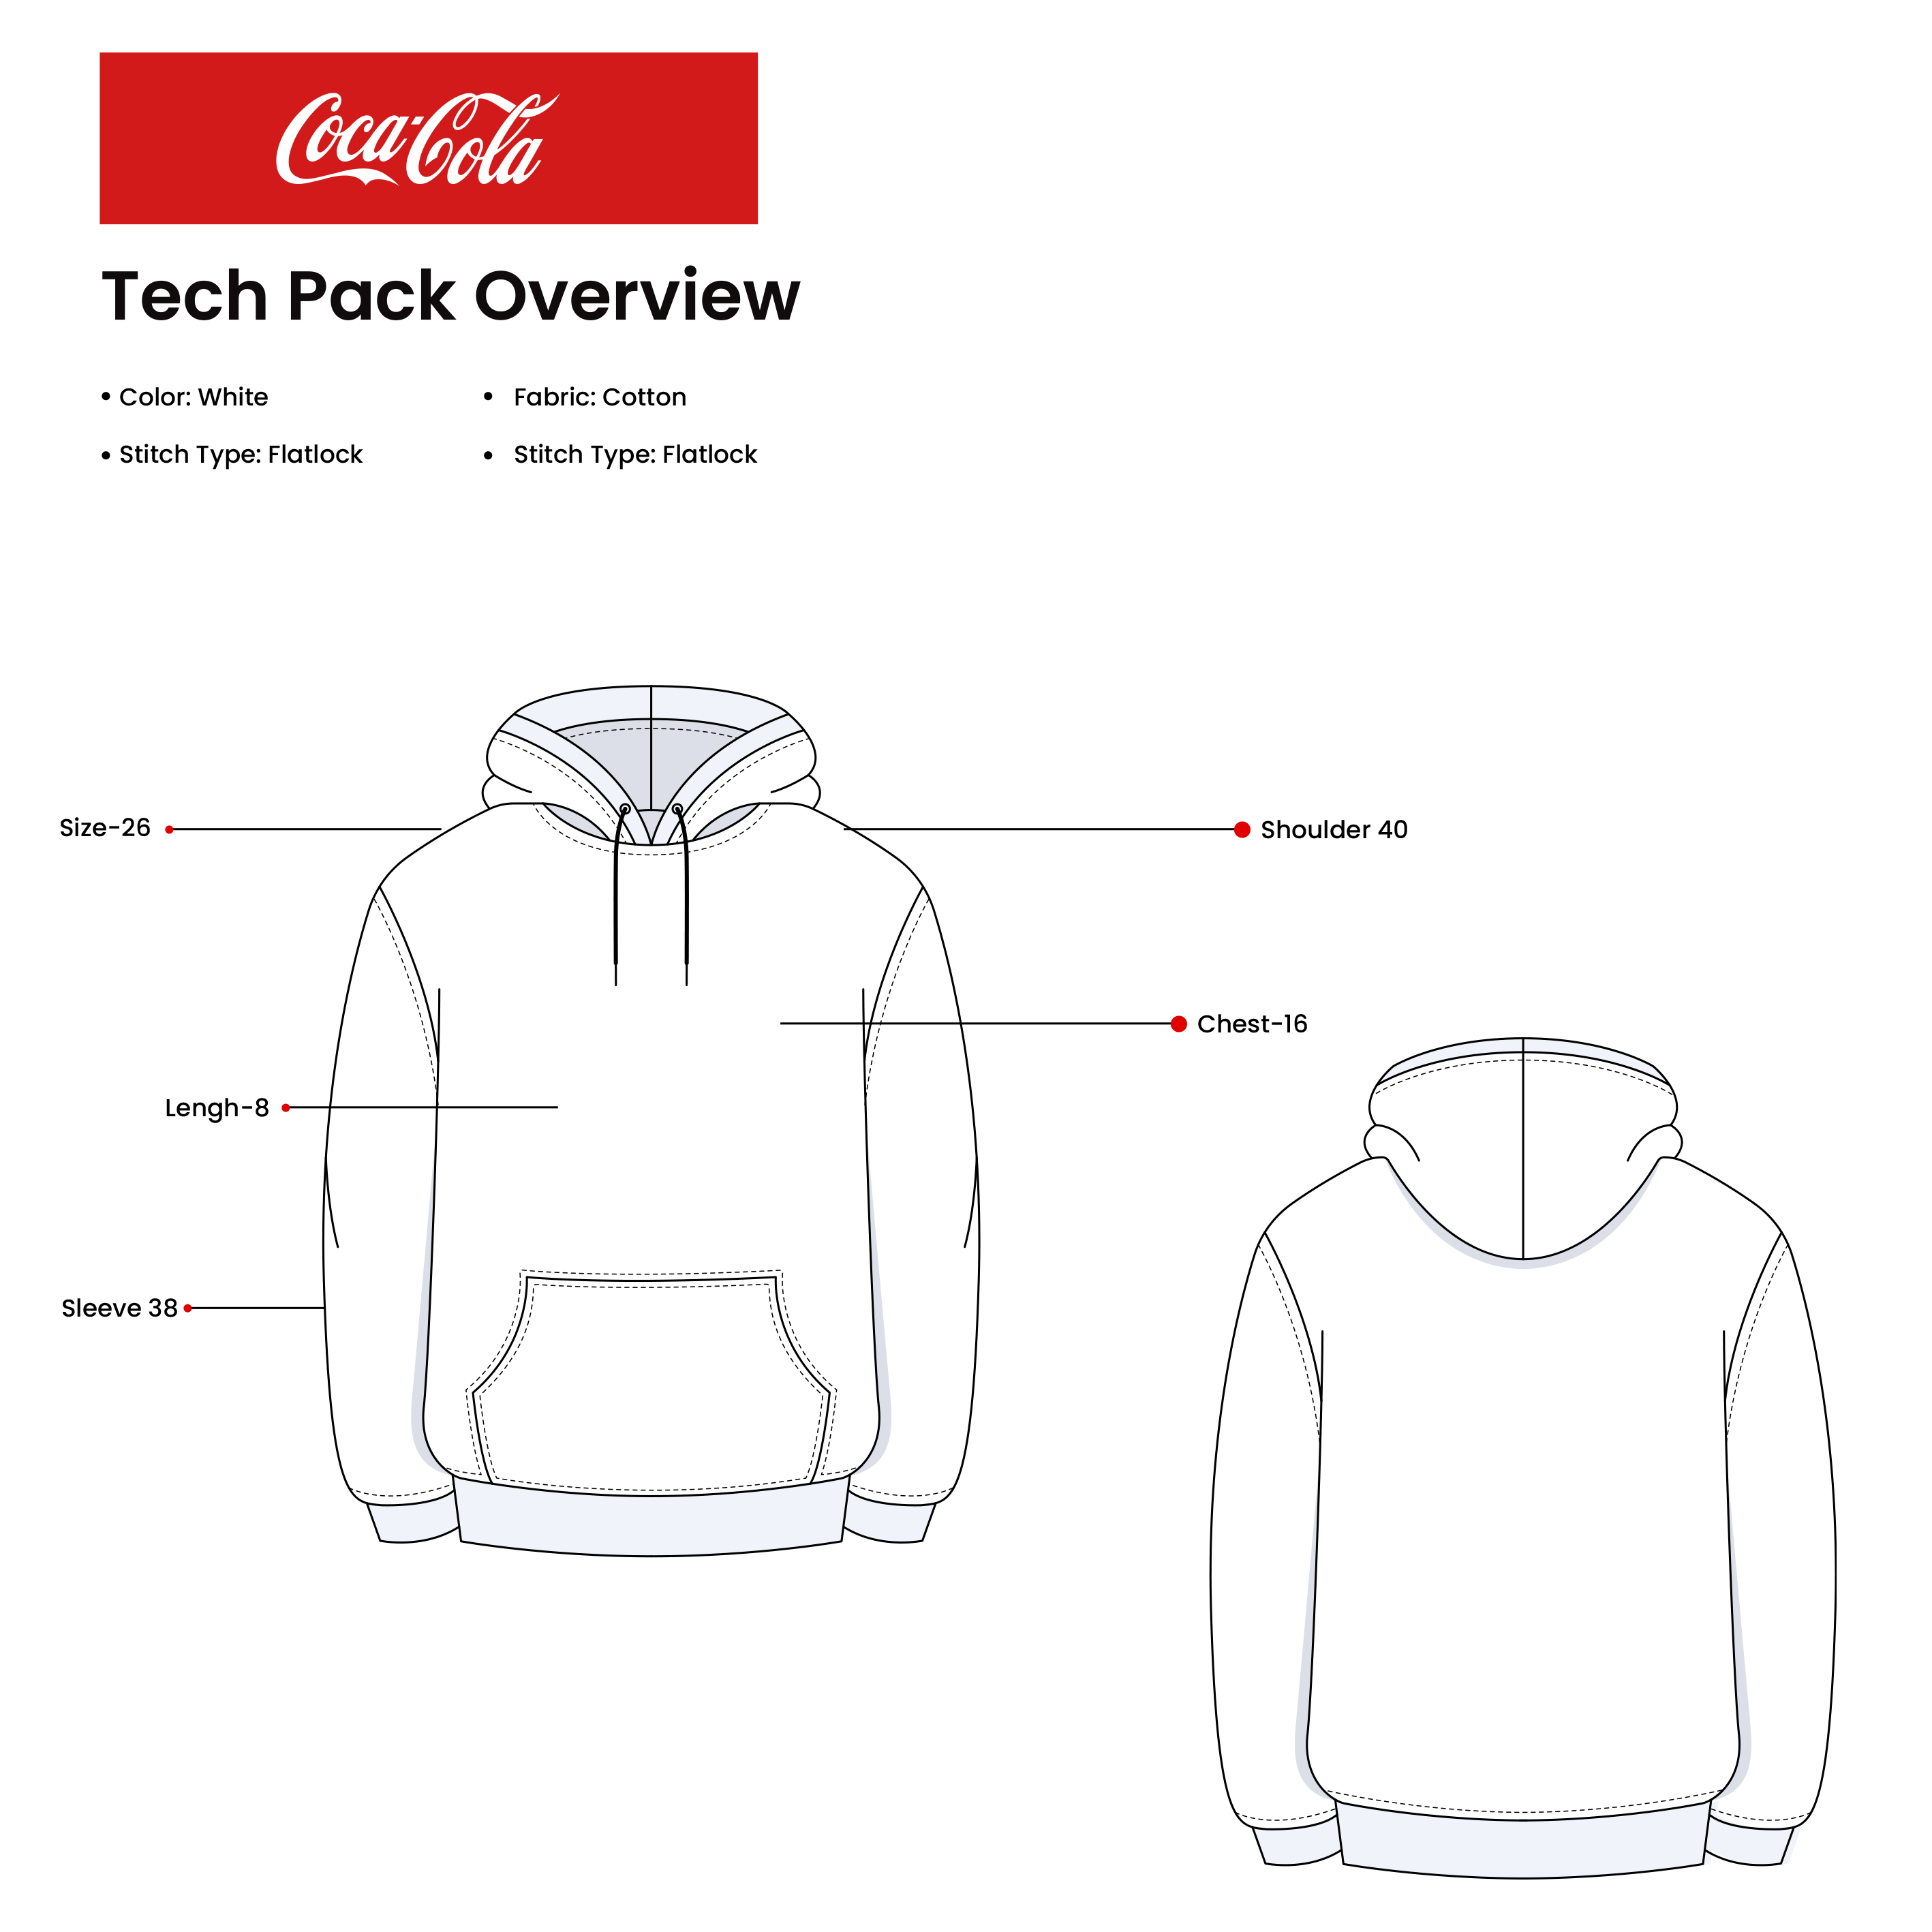 Coca-Cola
Tech Pack Overview
• Color: White
• Fabric: Cotton
• Stitch Type: Flatlock
• Stitch Type: Flatlock
Size-26
Shoulder 40
Chest-16
Lengh-8
Sleeve 38